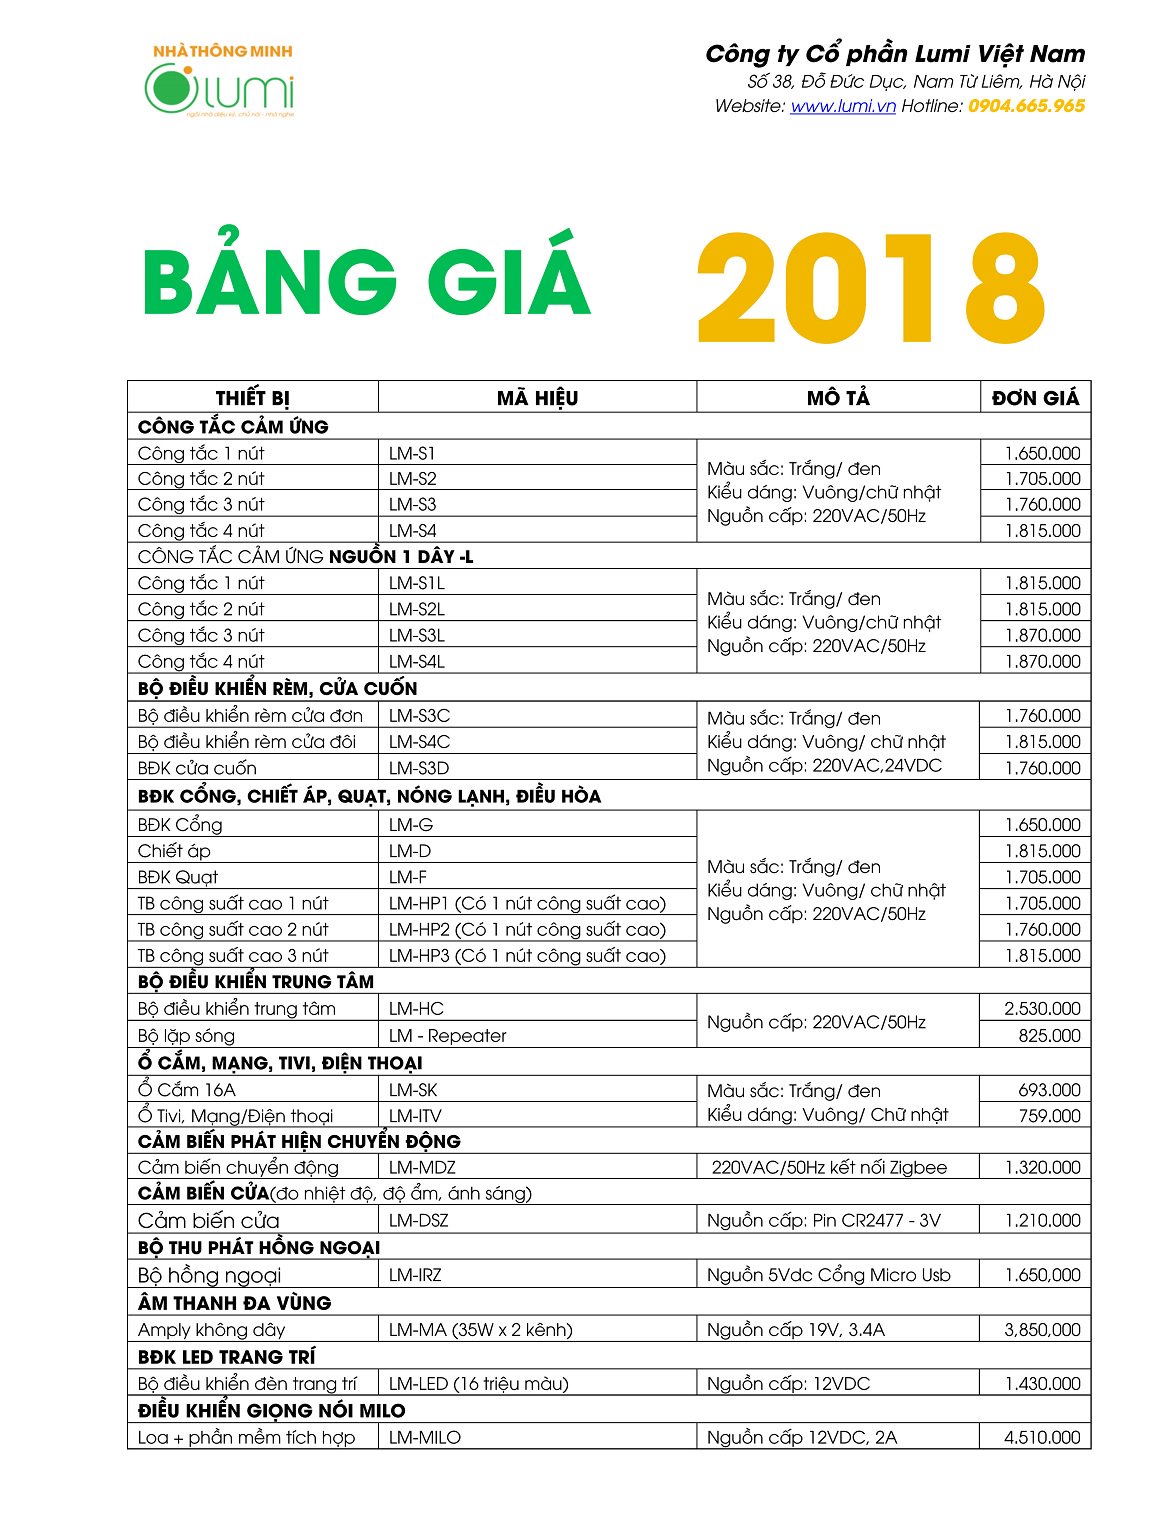 NHÀ THÔNG MINH
lumi
ngôi nhà diệu kỳ, chủ nói - nhà nghe
Công ty Cổ phần Lumi Việt Nam
Số 38, Đỗ Đức Dục, Nam Từ Liêm, Hà Nội
Website: www.lumi.vn Hotline: 0904.665.965
BẢNG GIÁ 2018
THIẾT BỊ MÃ HIỆU MÔ TẢ ĐƠN GIÁ
CÔNG TẮC CẢM ỨNG
Công tắc 1 nút LM-S1 1.650.000
Màu sắc: Trắng/ đen
Công tắc 2 nút LM-S2 1.705.000
Kiểu dáng: Vuông/chữ nhật
Công tắc 3 nút LM-S3 1.760.000
Nguồn cấp: 220VAC/50Hz
Công tắc 4 nút LM-S4 1.815.000
CÔNG TẮC CẢM ỨNG NGUỒN 1 DÂY -L
Công tắc 1 nút LM-S1L 1.815.000
Màu sắc: Trắng/ đen
Công tắc 2 nút LM-S2L 1.815.000
Kiểu dáng: Vuông/chữ nhật
Công tắc 3 nút LM-S3L 1.870.000
Nguồn cấp: 220VAC/50Hz
Công tắc 4 nút LM-S4L 1.870.000
BỘ ĐIỀU KHIỂN RÈM, CỬA CUỐN
Bộ điều khiển rèm cửa đơn LM-S3C Màu sắc: Trắng/ đen 1.760.000
Bộ điều khiển rèm cửa đôi LM-S4C Kiểu dáng: Vuông/ chữ nhật 1.815.000
BĐK cửa cuốn LM-S3D Nguồn cấp: 220VAC,24VDC 1.760.000
BĐK CỔNG, CHIẾT ÁP, QUẠT, NÓNG LẠNH, ĐIỀU HÒA
BĐK Cổng LM-G 1.650.000
Chiết áp LM-D 1.815.000
Màu sắc: Trắng/ đen
BĐK Quạt LM-F 1.705.000
Kiểu dáng: Vuông/ chữ nhật
TB công suất cao 1 nút LM-HP1 (Có 1 nút công suất cao) 1.705.000
Nguồn cấp: 220VAC/50Hz
TB công suất cao 2 nút LM-HP2 (Có 1 nút công suất cao) 1.760.000
TB công suất cao 3 nút LM-HP3 (Có 1 nút công suất cao) 1.815.000
BỘ ĐIỀU KHIỂN TRUNG TÂM
Bộ điều khiển trung tâm LM-HC 2.530.000
Nguồn cấp: 220VAC/50Hz
Bộ lặp sóng LM - Repeater 825.000
Ổ CẮM, MẠNG, TIVI, ĐIỆN THOẠI
Ổ Cắm 16A LM-SK Màu sắc: Trắng/ đen 693.000
Ổ Tivi, Mạng/Điện thoại LM-ITV Kiểu dáng: Vuông/ Chữ nhật 759.000
CẢM BIẾN PHÁT HIỆN CHUYỂN ĐỘNG
Cảm biến chuyển động LM-MDZ 220VAC/50Hz kết nối Zigbee 1.320.000
CẢM BIẾN CỬA(đo nhiệt độ, độ ẩm, ánh sáng)
Cảm biến cửa LM-DSZ Nguồn cấp: Pin CR2477 - 3V 1.210.000
BỘ THU PHÁT HỒNG NGOẠI
Bộ hồng ngoại LM-IRZ Nguồn 5Vdc Cổng Micro Usb 1.650,000
ÂM THANH ĐA VÙNG
Amply không dây LM-MA (35W x 2 kênh) Nguồn cấp 19V, 3.4A 3,850,000
BĐK LED TRANG TRÍ
Bộ điều khiển đèn trang trí LM-LED (16 triệu màu) Nguồn cấp: 12VDC 1.430.000
ĐIỀU KHIỂN GIỌNG NÓI MILO
Loa + phần mềm tích hợp LM-MILO Nguồn cấp 12VDC, 2A 4.510.000